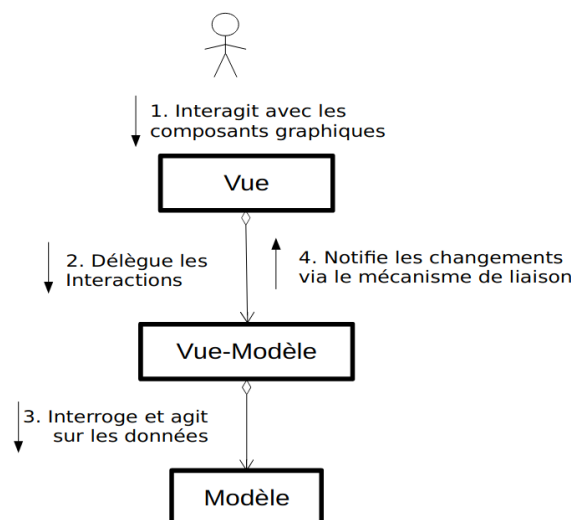 1. Interagit avec les
composants graphiques
Vue
2. Délègue les
Interactions
4. Notifie les changements
via le mécanisme de liaison
Vue-Modèle
3. Interroge et agit
sur les données
Modèle